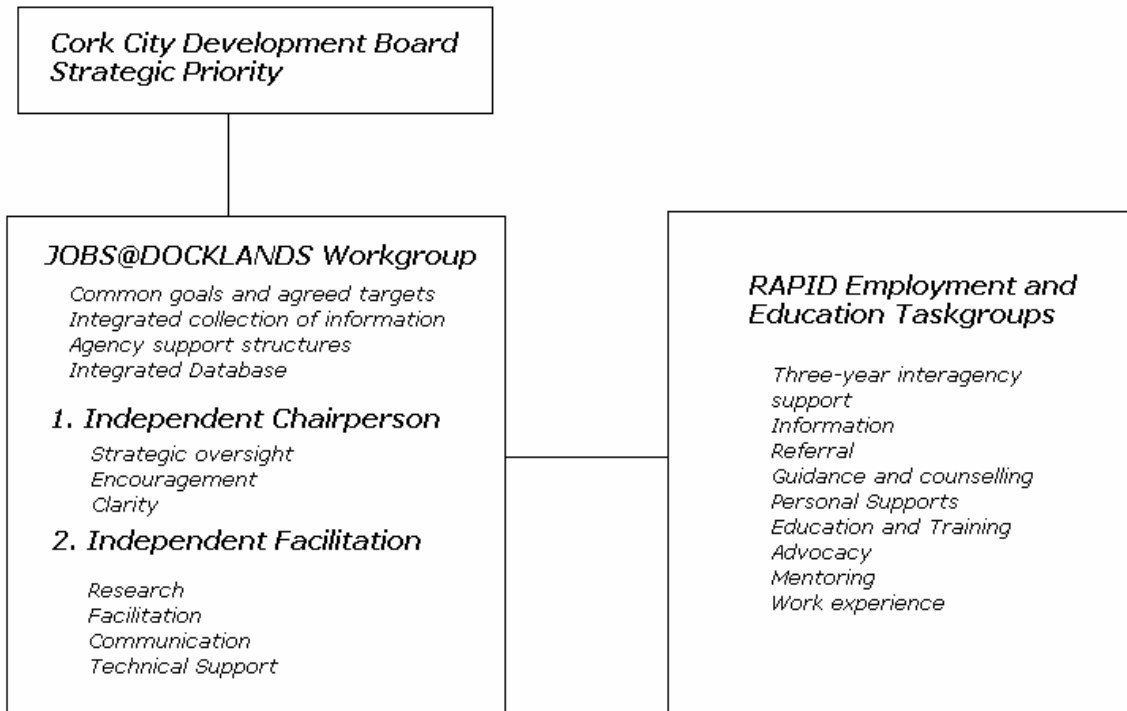 Cork City Development Board
Strategic Priority
JOBS@DOCKLANDS Workgroup
Common goals and agreed targets
Integrated collection of information
Agency support structures
Integrated Database
1. Independent Chairperson
Strategic oversight
Encouragement
Clarity
2. Independent Facilitation
Research
Facilitation
Communication
Technical Support
RAPID Employment and
Education Taskgroups
Three-year interagency
support
Information
Referral
Guidance and counselling
Personal Supports
Education and Training
Advocacy
Mentoring
Work experience